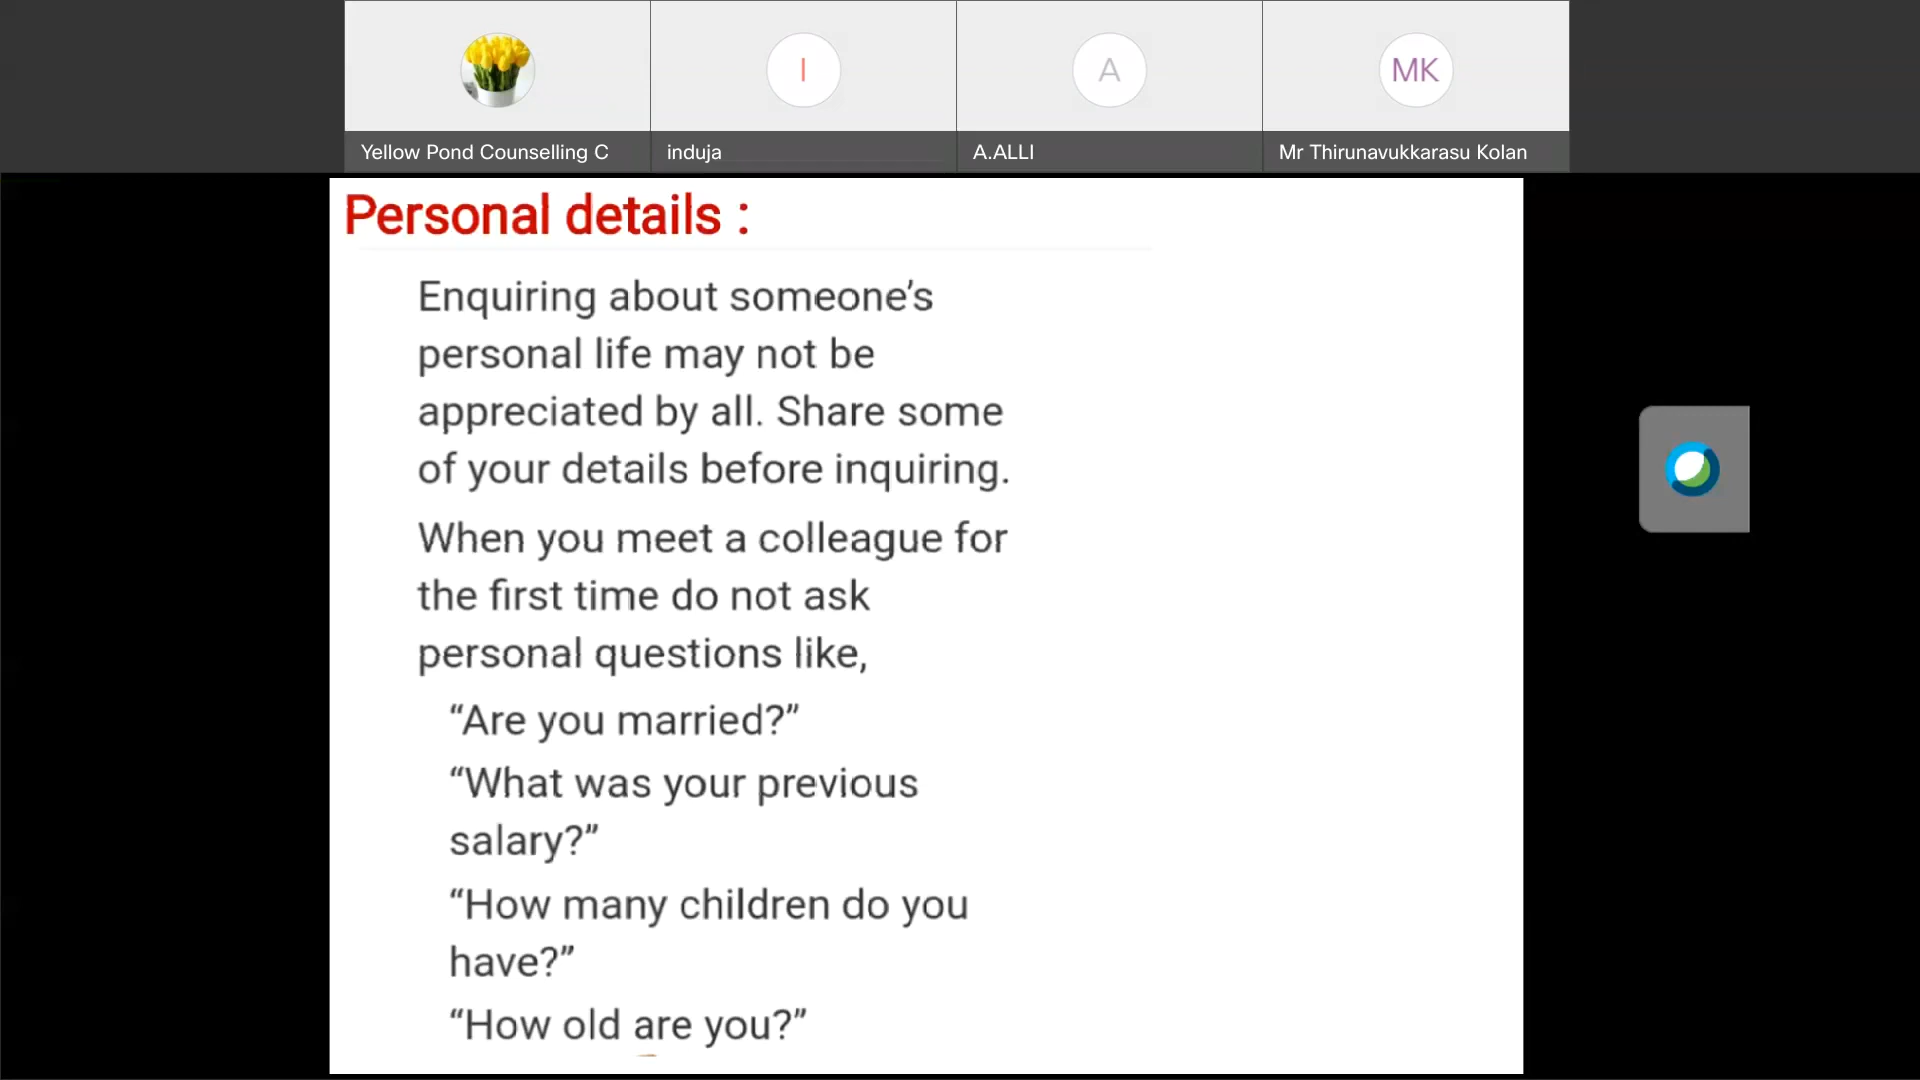 I
A
MK
Yellow Pond Counselling C
induja
A.ALLI
Mr Thirunavukkarasu Kolan
Personal details :
Enquiring about someone’s
personal life may not be
appreciated by all. Share some
of your details before inquiring.
When you meet a colleague for
the first time do not ask
personal questions like,
“Are you married?”
“What was your previous
salary?”
“How many children do you
have?”
“How old are you?”